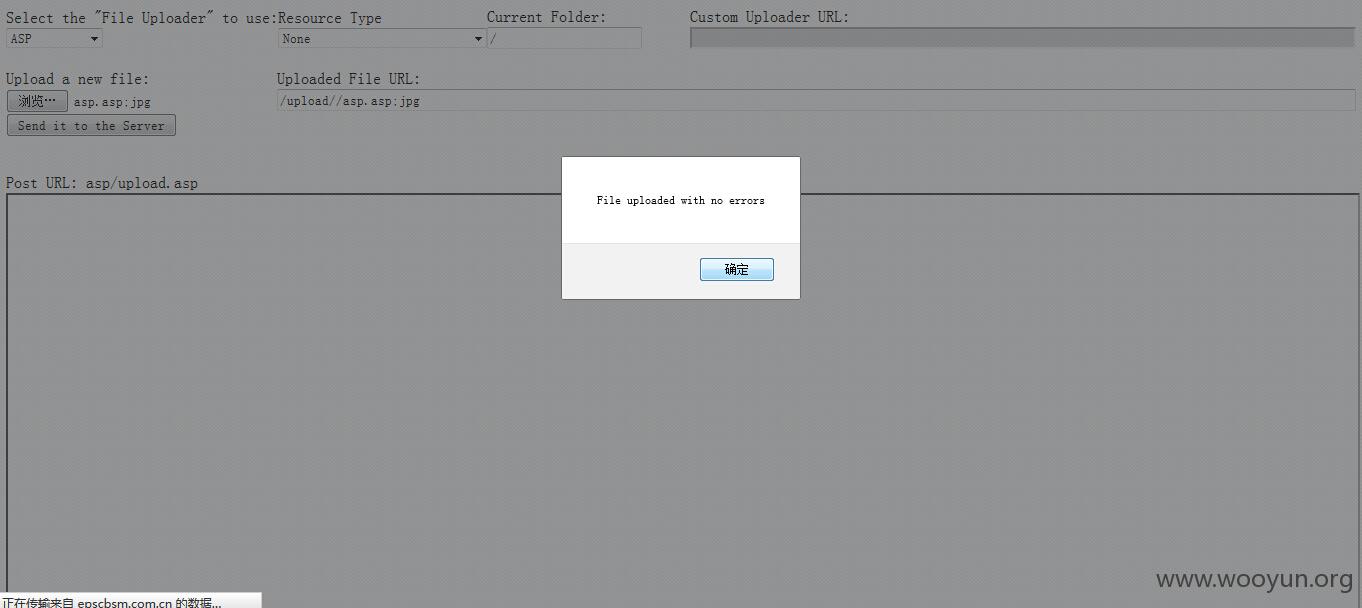 Select the "File Uploader" to use: Resource Type Current Folder: Custom Uploader URL:
ASP None /
Upload a new file: Uploaded File URL:
浏览… asp.asp;jpg /upload//asp.asp;jpg
Send it to the Server
Post URL: asp/upload.asp
File uploaded with no errors
确定
www.wooyun.org
正在传输来自 epscbsm.com.cn 的数据...